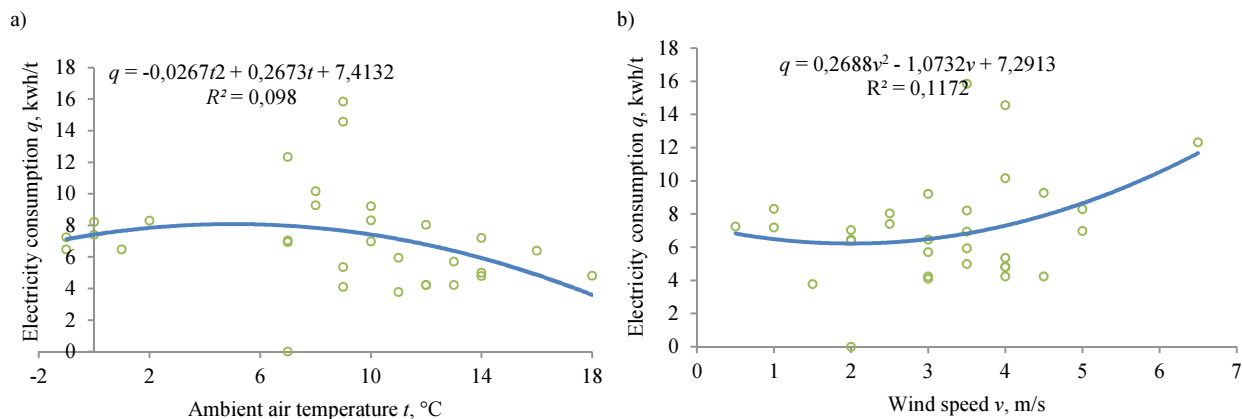 a)
q = -0,0267t2 + 0,2673t + 7,4132
R² = 0,098
Electricity consumption q, kwh/t
18
16
14
12
10
8
6
4
2
0
-2 2 6 10 14 18
Ambient air temperature t, °C
b)
q = 0,2688v² - 1,0732v + 7,2913
R² = 0,1172
Electricity consumption q, kwh/t
18
16
14
12
10
8
6
4
2
0
0 1 2 3 4 5 6 7
Wind speed v, m/s